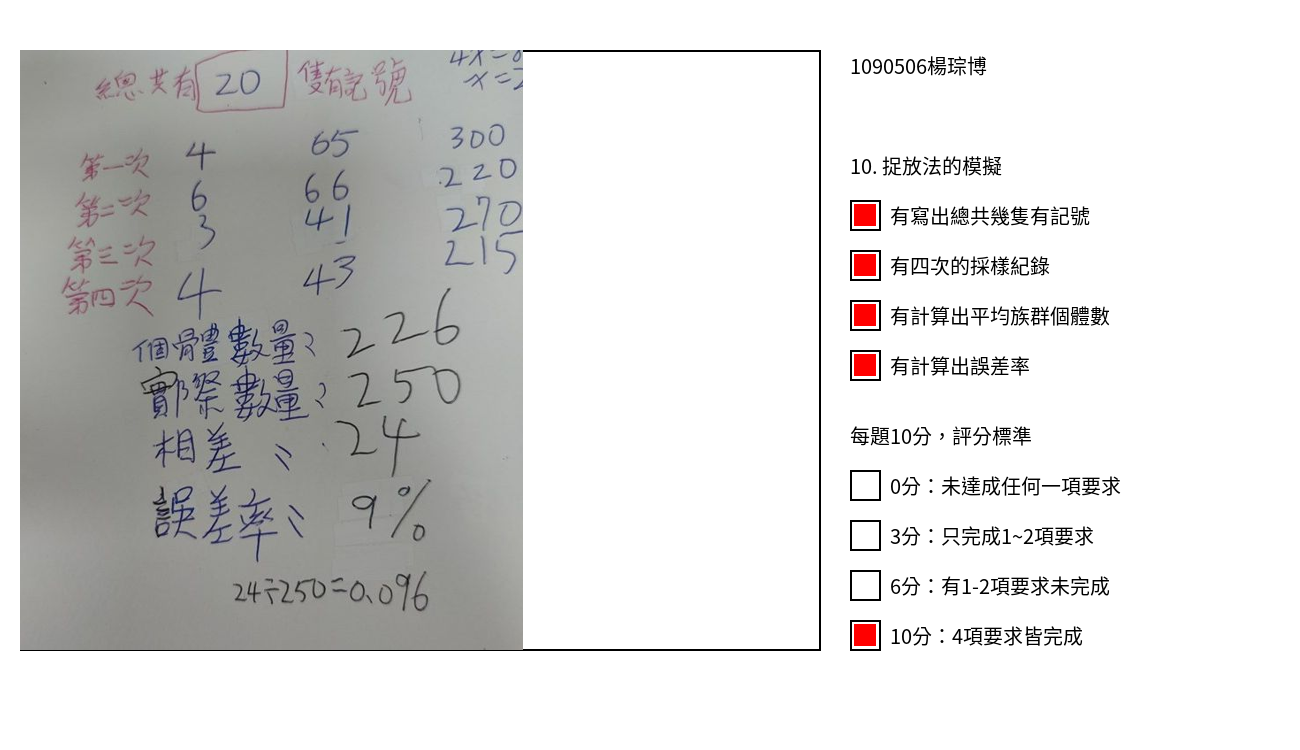 總共有 20 隻有記號
4x=
x=2
第一次 4 65 300
第二次 6 66 220
第三次 3 41 270
第四次 4 43 215
個體數量: 226
實際數量: 250
相差: 24
誤差率: 9%
24÷250=0.096
1090506楊琮博
10. 捉放法的模擬
有寫出總共幾隻有記號
有四次的採樣紀錄
有計算出平均族群個體數
有計算出誤差率
每題10分，評分標準
0分：未達成任何一項要求
3分：只完成1~2項要求
6分：有1-2項要求未完成
10分：4項要求皆完成